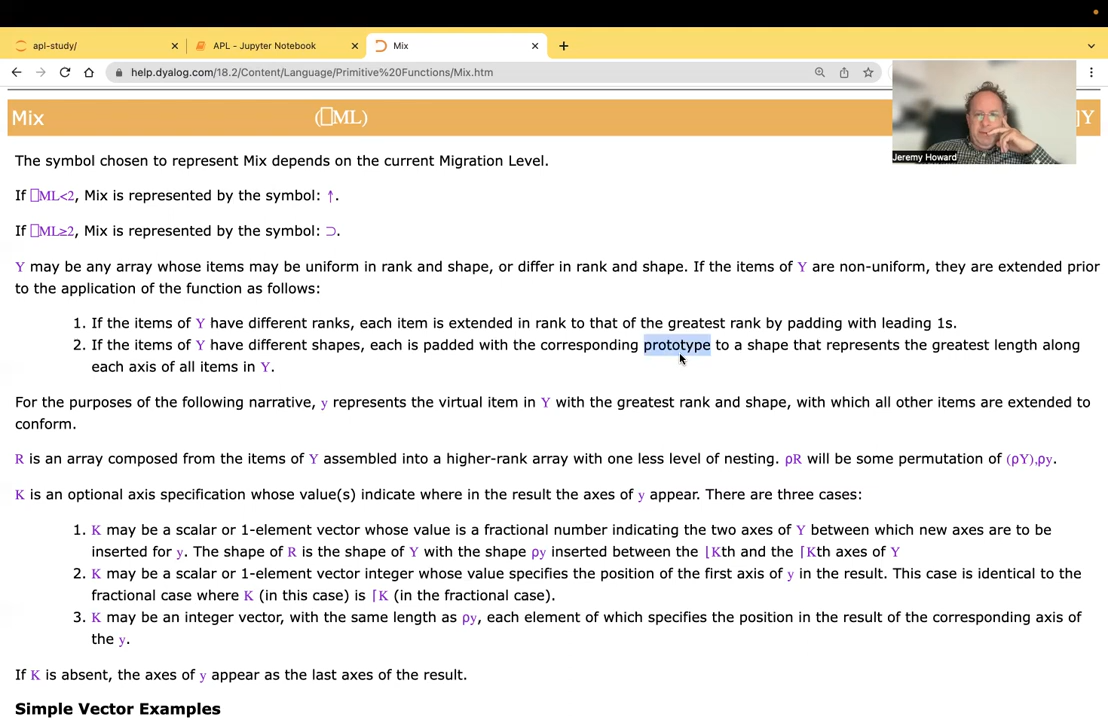 apl-study/
APL - Jupyter Notebook
Mix
help.dyalog.com/18.2/Content/Language/Primitive%20Functions/Mix.htm
Mix (⎕ML) ]Y
Jeremy Howard
The symbol chosen to represent Mix depends on the current Migration Level.
If ⎕ML<2, Mix is represented by the symbol: ↑.
If ⎕ML≥2, Mix is represented by the symbol: ⊃.
Y may be any array whose items may be uniform in rank and shape, or differ in rank and shape. If the items of Y are non-uniform, they are extended prior
to the application of the function as follows:
1. If the items of Y have different ranks, each item is extended in rank to that of the greatest rank by padding with leading 1s.
2. If the items of Y have different shapes, each is padded with the corresponding prototype to a shape that represents the greatest length along
each axis of all items in Y.
For the purposes of the following narrative, y represents the virtual item in Y with the greatest rank and shape, with which all other items are extended to
conform.
R is an array composed from the items of Y assembled into a higher-rank array with one less level of nesting. ⍴R will be some permutation of (⍴Y),⍴y.
K is an optional axis specification whose value(s) indicate where in the result the axes of y appear. There are three cases:
1. K may be a scalar or 1-element vector whose value is a fractional number indicating the two axes of Y between which new axes are to be
inserted for y. The shape of R is the shape of Y with the shape ⍴y inserted between the ⌊Kth and the ⌈Kth axes of Y
2. K may be a scalar or 1-element vector integer whose value specifies the position of the first axis of y in the result. This case is identical to the
fractional case where K (in this case) is ⌈K (in the fractional case).
3. K may be an integer vector, with the same length as ⍴y, each element of which specifies the position in the result of the corresponding axis of
the y.
If K is absent, the axes of y appear as the last axes of the result.
Simple Vector Examples